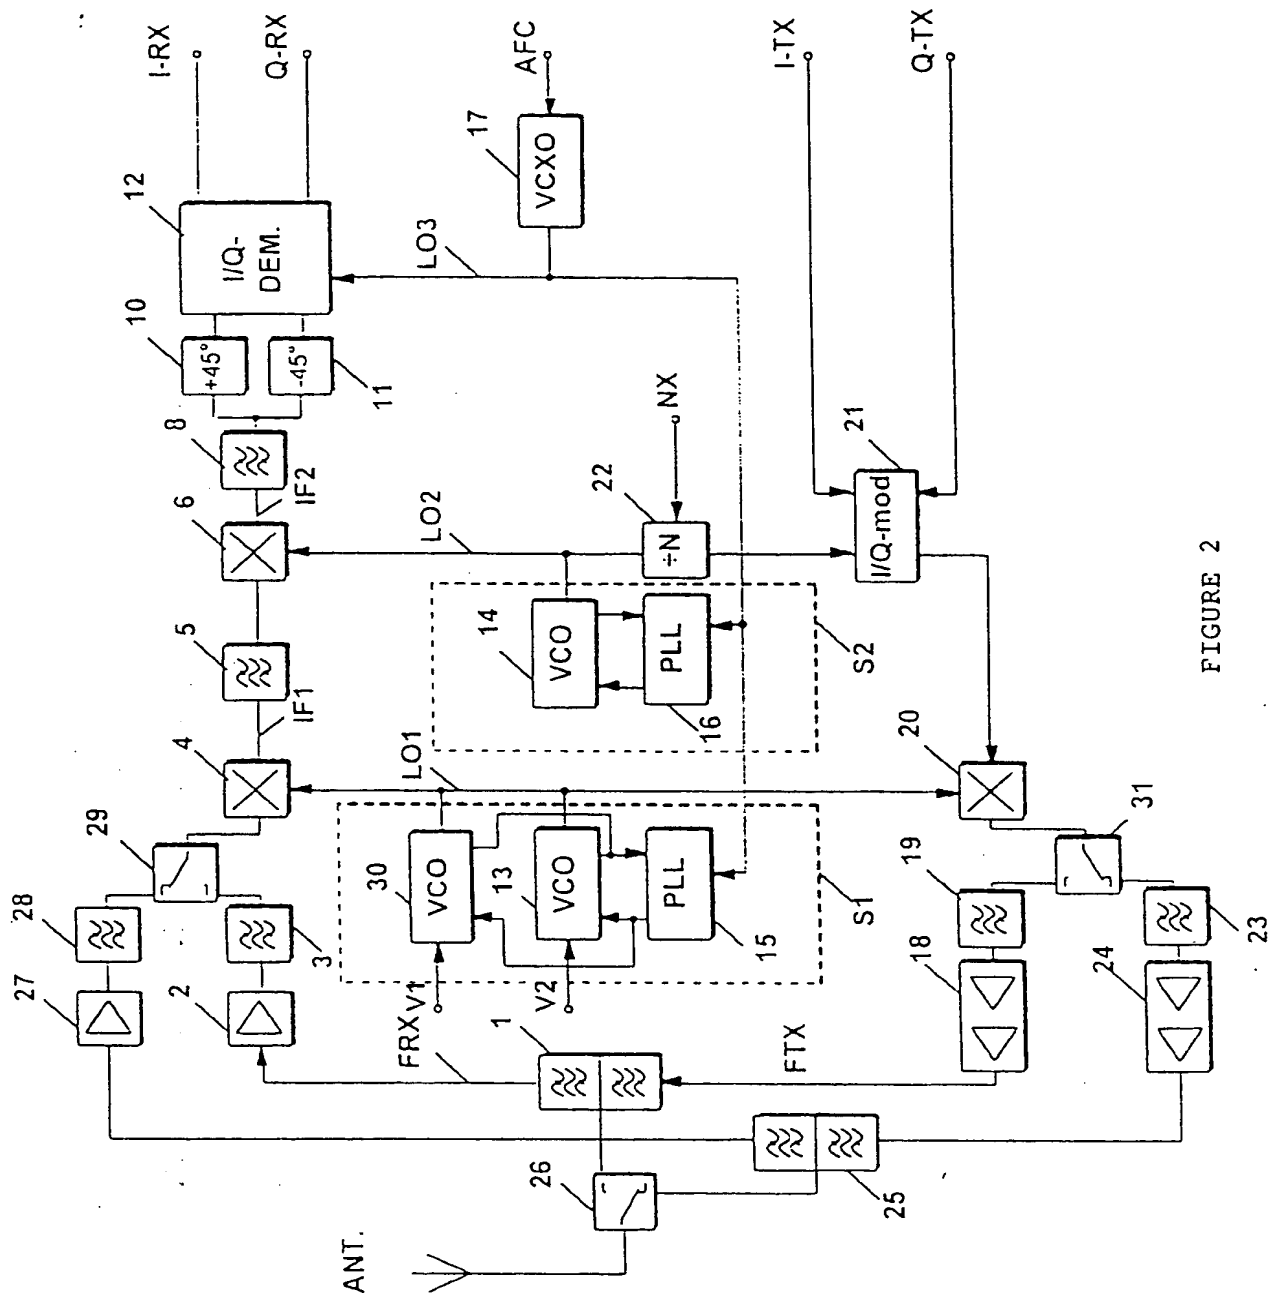 I-RX
Q-RX
AFC
I-TX
Q-TX
12
I/Q-
DEM.
17
VCXO
LO3
10
+45°
-45°
11
8
IF2
6
LO2
NX
22
÷N
21
I/Q-mod
5
IF1
4
14
VCO
PLL
16
S2
LO1
20
29
28
3
30
VCO
13
VCO
PLL
15
S1
31
19
18
23
24
27
2
FRX
V1
V2
1
FTX
26
25
ANT.
FIGURE 2